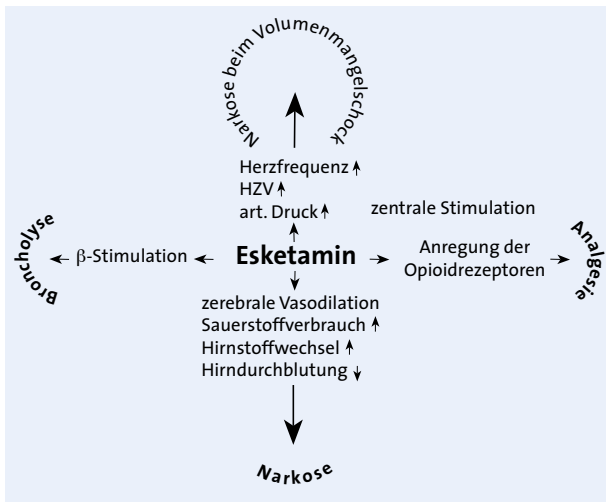 Narkose beim Volumenmangelschock
Herzfrequenz ↑
HZV ↑
art. Druck ↑
zentrale Stimulation
Broncholyse
β-Stimulation
Esketamin
Anregung der
Opioidrezeptoren
Analgesie
zerebrale Vasodilation
Sauerstoffverbrauch ↑
Hirnstoffwechsel ↑
Hirndurchblutung ↓
Narkose